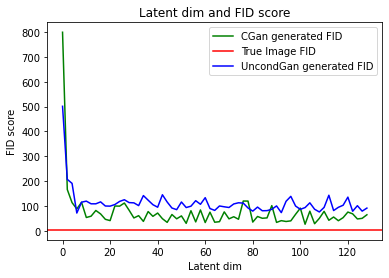 Latent dim and FID score
CGan generated FID
True Image FID
UncondGan generated FID
FID score
800
700
600
500
400
300
200
100
0
0 20 40 60 80 100 120
Latent dim